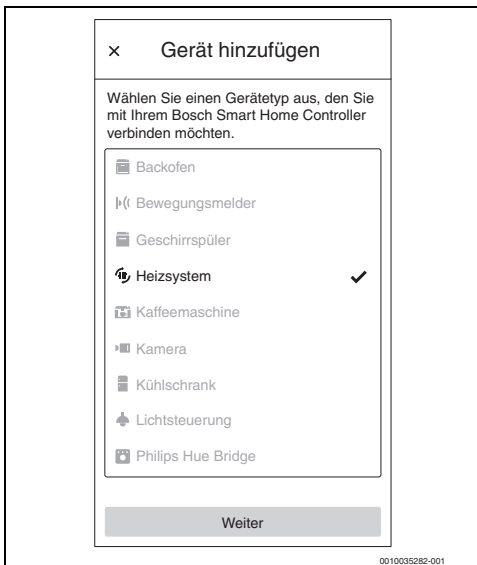 × Gerät hinzufügen
Wählen Sie einen Gerätetyp aus, den Sie
mit Ihrem Bosch Smart Home Controller
verbinden möchten.
Backofen
Bewegungsmelder
Geschirrspüler
Heizsystem
Kaffeemaschine
Kamera
Kühlschrank
Lichtsteuerung
Philips Hue Bridge
Weiter
0010035282-001